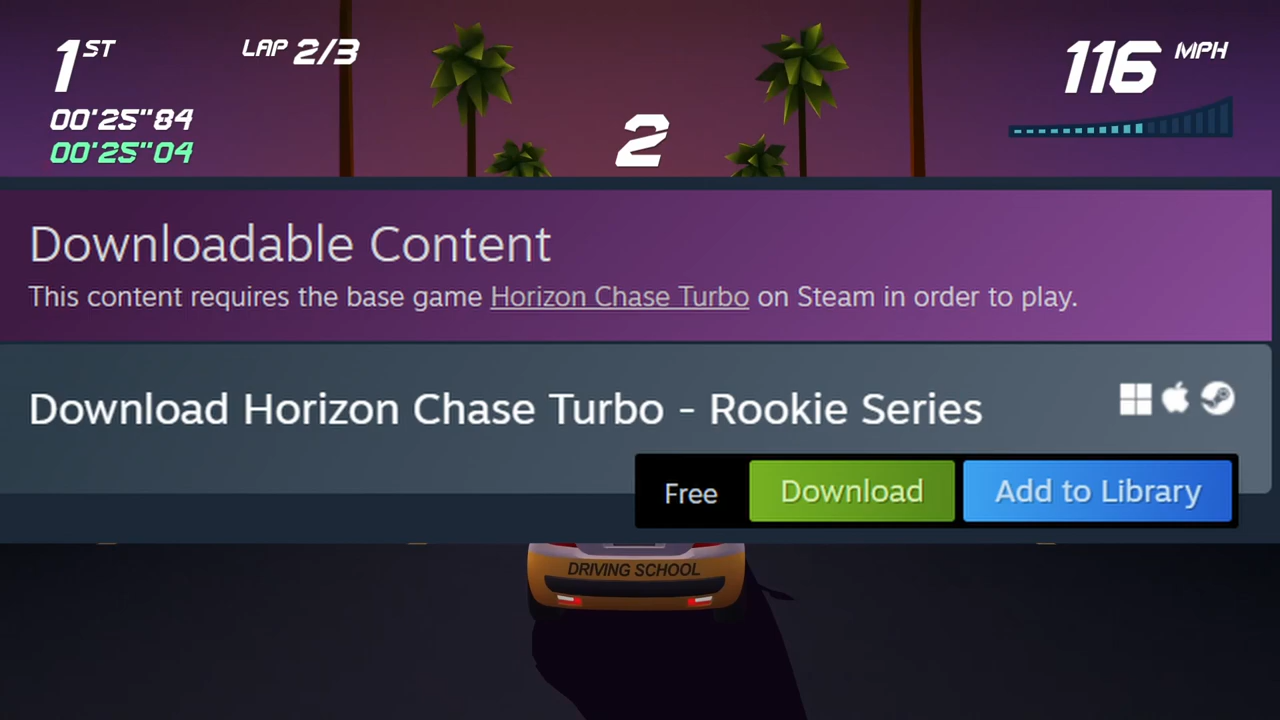 1ST
LAP 2/3
116 MPH
00'25"84
00'25"04
2
Downloadable Content
This content requires the base game Horizon Chase Turbo on Steam in order to play.
Download Horizon Chase Turbo - Rookie Series
Free
Download
Add to Library
DRIVING SCHOOL